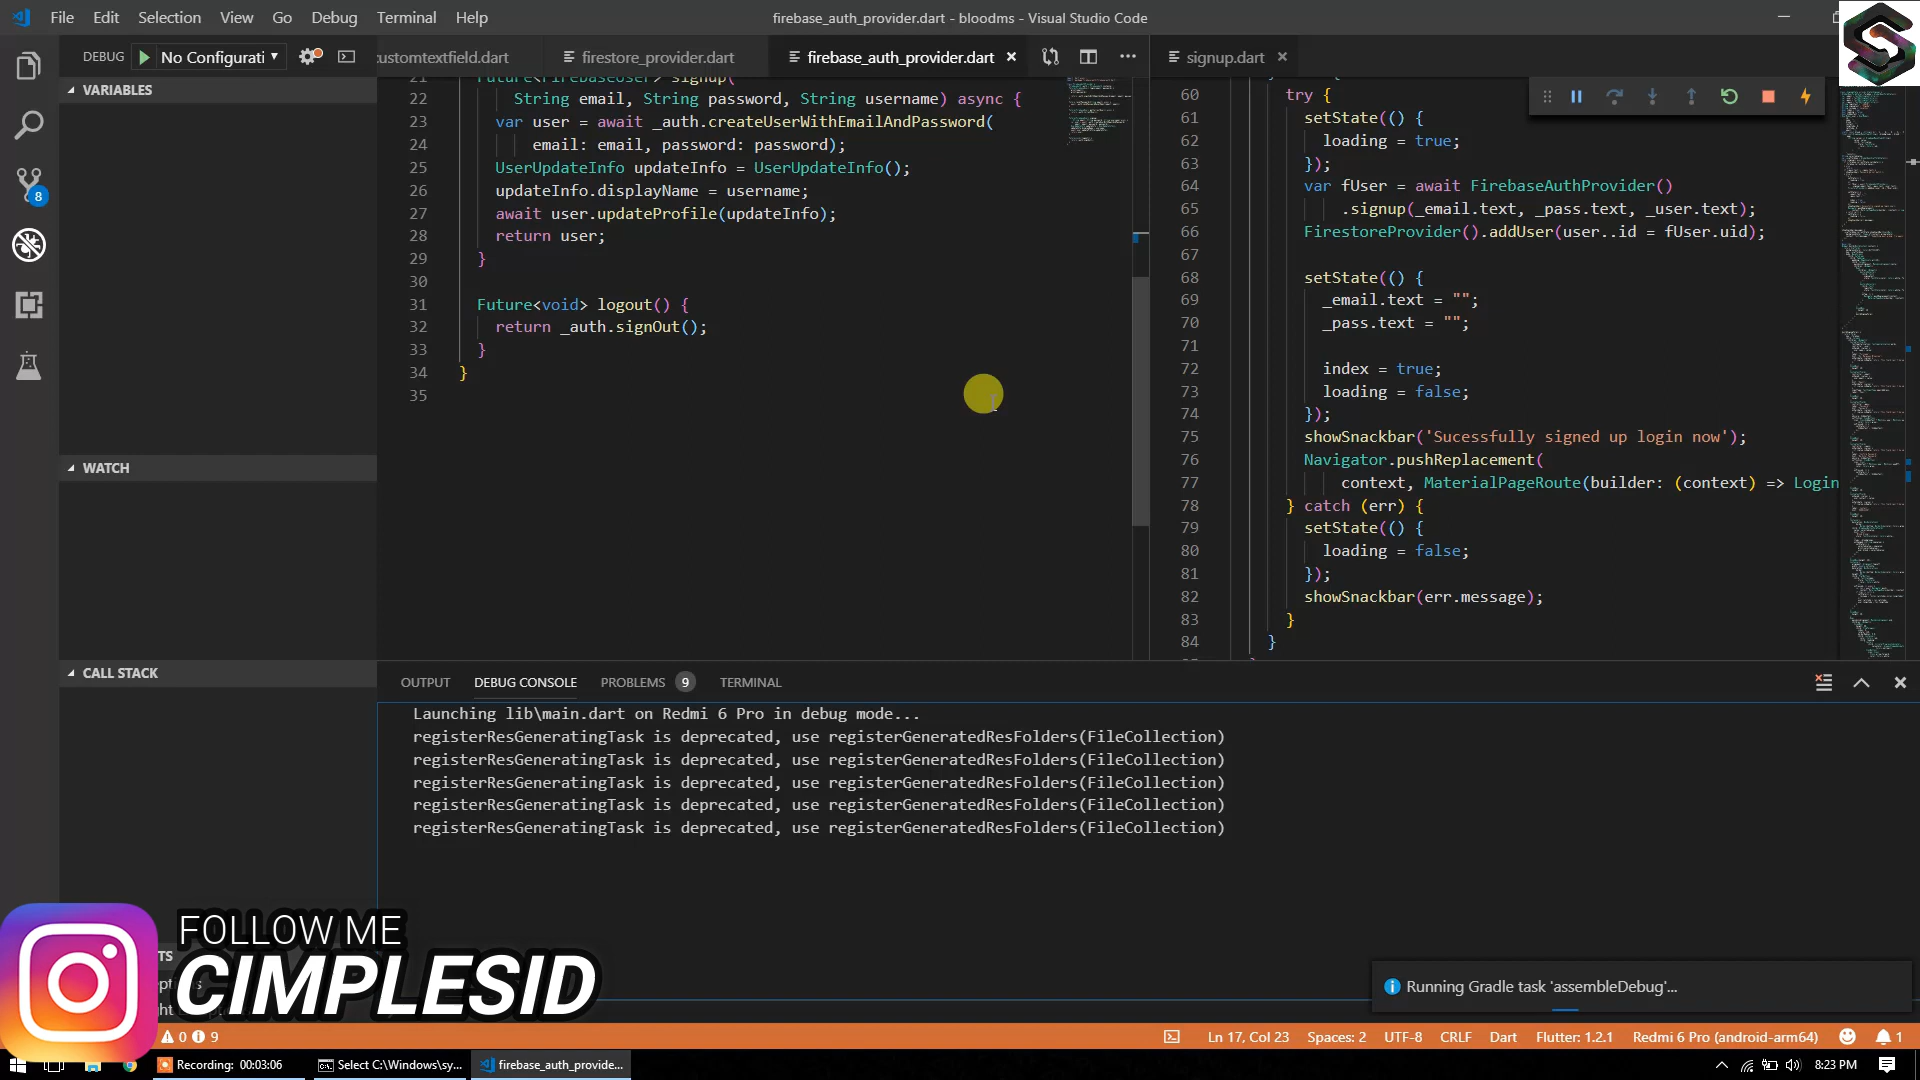 File Edit Selection View Go Debug Terminal Help
firebase_auth_provider.dart - bloodms - Visual Studio Code
DEBUG No Configurati
customtextfield.dart
firestore_provider.dart
firebase_auth_provider.dart
signup.dart
VARIABLES
WATCH
CALL STACK
21 Future<FirebaseUser> signup(
22 String email, String password, String username) async {
23 var user = await _auth.createUserWithEmailAndPassword(
24 email: email, password: password);
25 UserUpdateInfo updateInfo = UserUpdateInfo();
26 updateInfo.displayName = username;
27 await user.updateProfile(updateInfo);
28 return user;
29 }
30
31 Future<void> logout() {
32 return _auth.signOut();
33 }
34 }
35
60 try {
61 setState(() {
62 loading = true;
63 });
64 var fUser = await FirebaseAuthProvider()
65 .signup(_email.text, _pass.text, _user.text);
66 FirestoreProvider().addUser(user..id = fUser.uid);
67
68 setState(() {
69 _email.text = "";
70 _pass.text = "";
71
72 index = true;
73 loading = false;
74 });
75 showSnackbar('Sucessfully signed up login now');
76 Navigator.pushReplacement(
77 context, MaterialPageRoute(builder: (context) => Login
78 } catch (err) {
79 setState(() {
80 loading = false;
81 });
82 showSnackbar(err.message);
83 }
84 }
8
OUTPUT DEBUG CONSOLE PROBLEMS 9 TERMINAL
Launching lib\main.dart on Redmi 6 Pro in debug mode...
registerResGeneratingTask is deprecated, use registerGeneratedResFolders(FileCollection)
registerResGeneratingTask is deprecated, use registerGeneratedResFolders(FileCollection)
registerResGeneratingTask is deprecated, use registerGeneratedResFolders(FileCollection)
registerResGeneratingTask is deprecated, use registerGeneratedResFolders(FileCollection)
registerResGeneratingTask is deprecated, use registerGeneratedResFolders(FileCollection)
FOLLOW ME
CIMPLESID
Running Gradle task 'assembleDebug'...
0 9
Ln 17, Col 23 Spaces: 2 UTF-8 CRLF Dart Flutter: 1.2.1 Redmi 6 Pro (android-arm64) 1
Recording: 00:03:06
Select C:\Windows\sy...
firebase_auth_provide...
8:23 PM